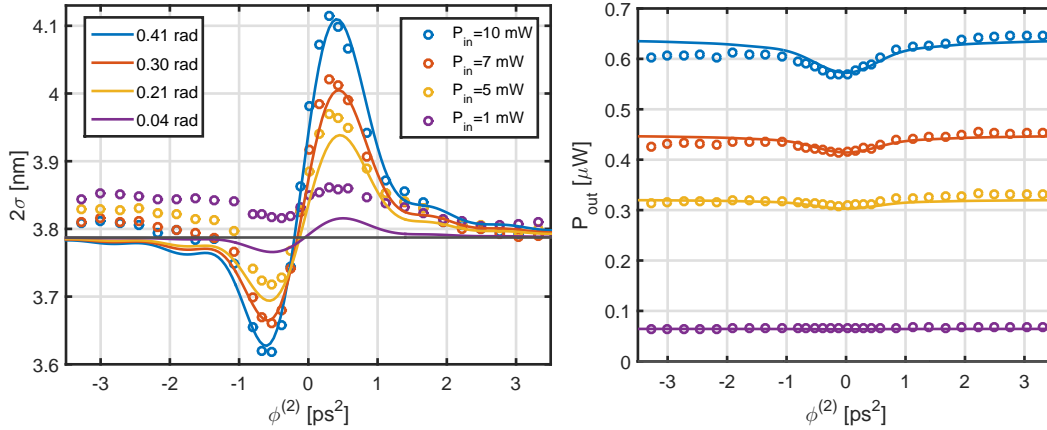 4.1
4
3.9
3.8
3.7
3.6
2σ [nm]
0.41 rad
0.30 rad
0.21 rad
0.04 rad
P_in=10 mW
P_in=7 mW
P_in=5 mW
P_in=1 mW
-3 -2 -1 0 1 2 3
ϕ^(2) [ps^2]
0.7
0.6
0.5
0.4
0.3
0.2
0.1
0
P_out [μW]
-3 -2 -1 0 1 2 3
ϕ^(2) [ps^2]